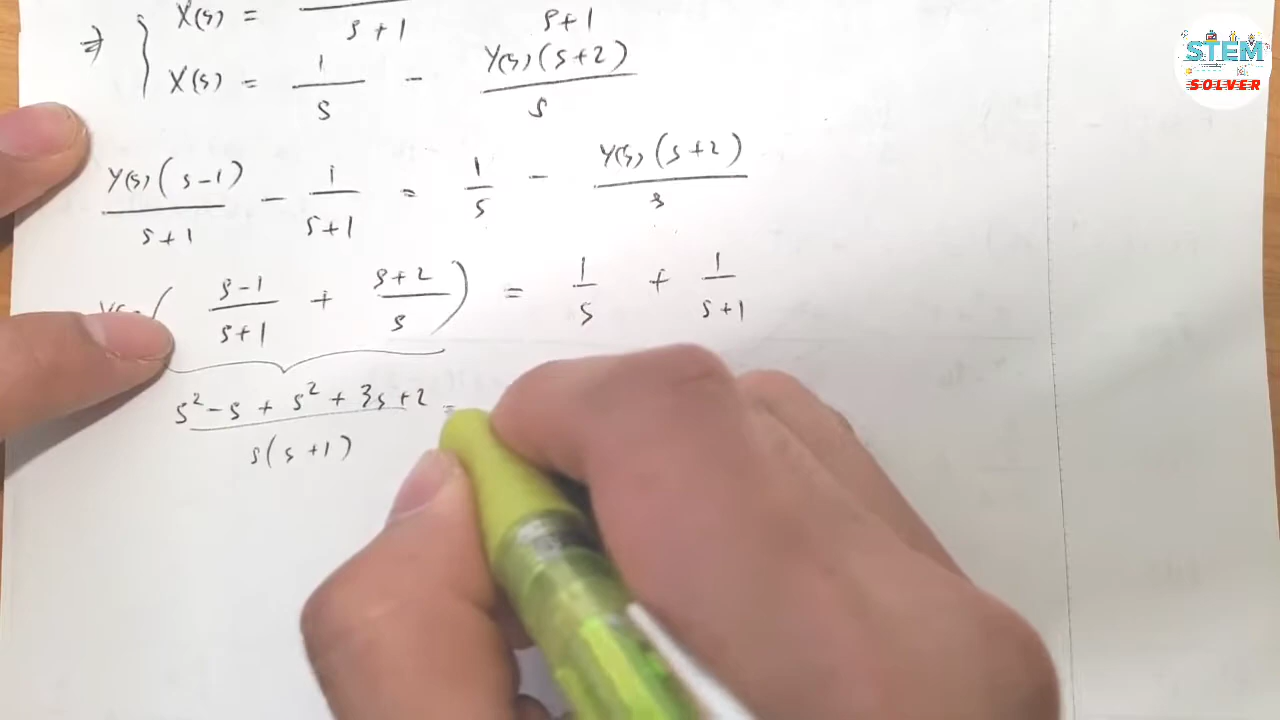 STEM
SOLVER
⇒ { X(s) = ―― / s+1 s+1
X(s) = 1/s - Y(s)(s+2)/s
Y(s)(s-1)/s+1 - 1/s+1 = 1/s - Y(s)(s+2)/s
( s-1/s+1 + s+2/s ) = 1/s + 1/s+1
s² - s + s² + 3s + 2 / s(s+1) =